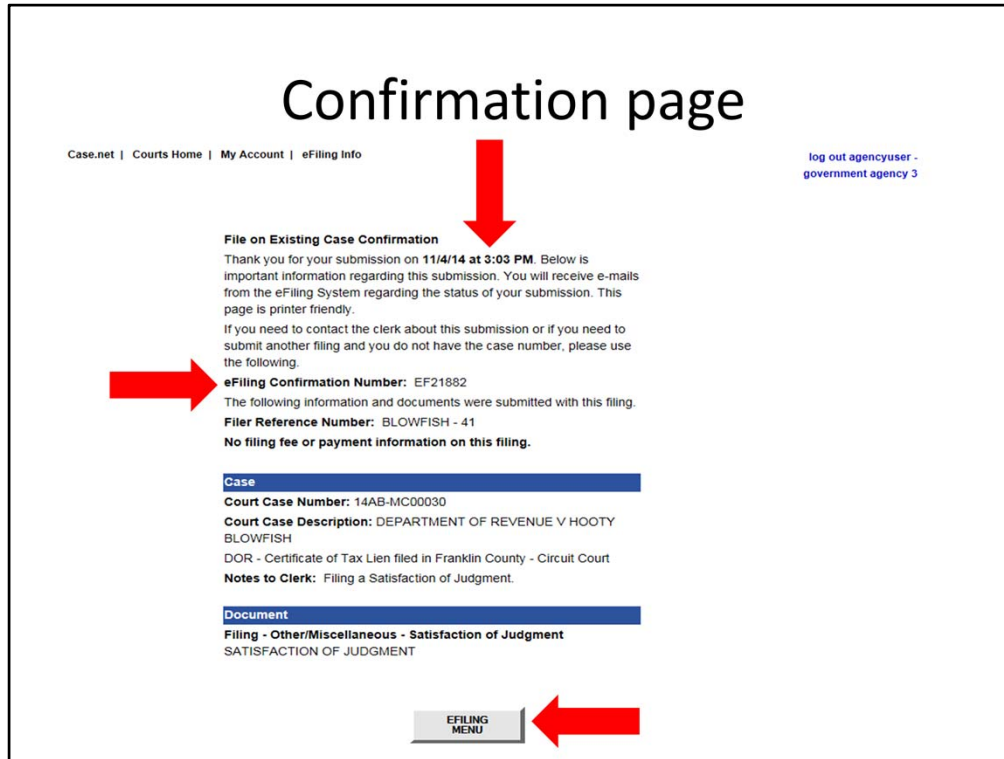 Confirmation page
Case.net | Courts Home | My Account | eFiling Info
log out agencyuser -
government agency 3
File on Existing Case Confirmation
Thank you for your submission on 11/4/14 at 3:03 PM. Below is
important information regarding this submission. You will receive e-mails
from the eFiling System regarding the status of your submission. This
page is printer friendly.
If you need to contact the clerk about this submission or if you need to
submit another filing and you do not have the case number, please use
the following.
eFiling Confirmation Number: EF21882
The following information and documents were submitted with this filing.
Filer Reference Number: BLOWFISH - 41
No filing fee or payment information on this filing.
Case
Court Case Number: 14AB-MC00030
Court Case Description: DEPARTMENT OF REVENUE V HOOTY
BLOWFISH
DOR - Certificate of Tax Lien filed in Franklin County - Circuit Court
Notes to Clerk: Filing a Satisfaction of Judgment.
Document
Filing - Other/Miscellaneous - Satisfaction of Judgment
SATISFACTION OF JUDGMENT
EFILING
MENU